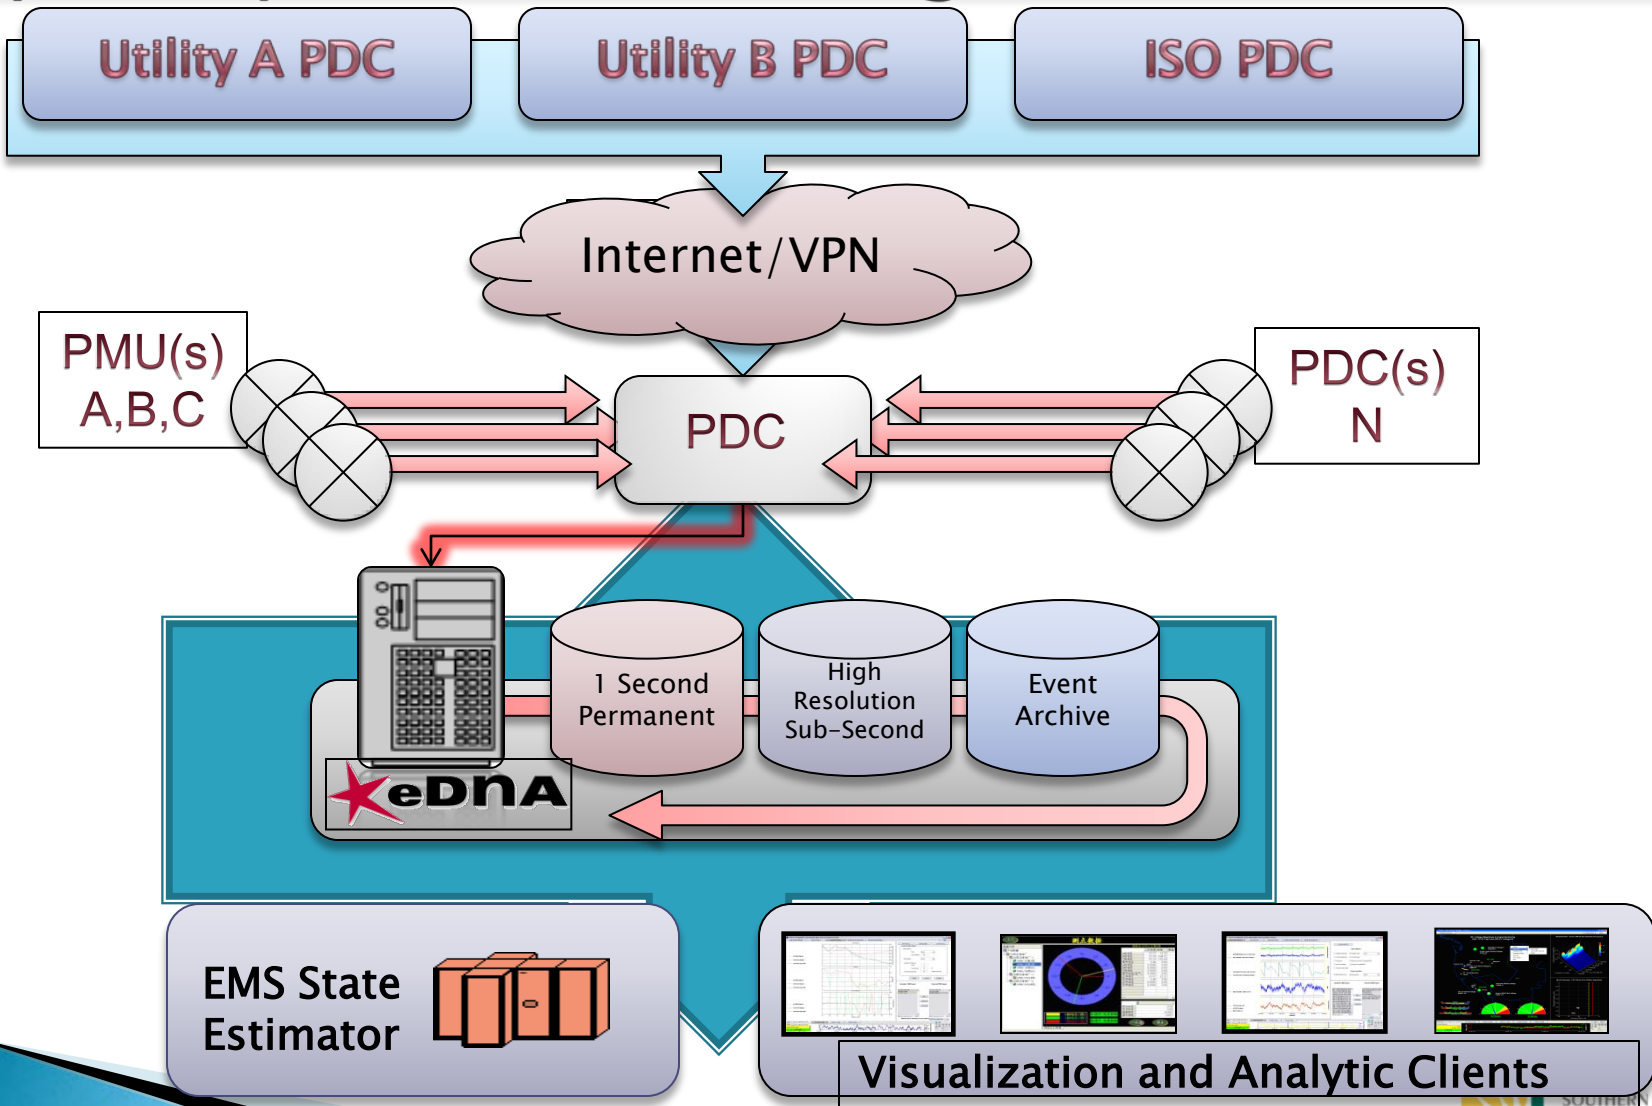 Utility A PDC
Utility B PDC
ISO PDC
Internet/VPN
PMU(s)
A,B,C
PDC
PDC(s)
N
1 Second
Permanent
High
Resolution
Sub-Second
Event
Archive
eDNA
EMS State
Estimator
Visualization and Analytic Clients
SOUTHERN